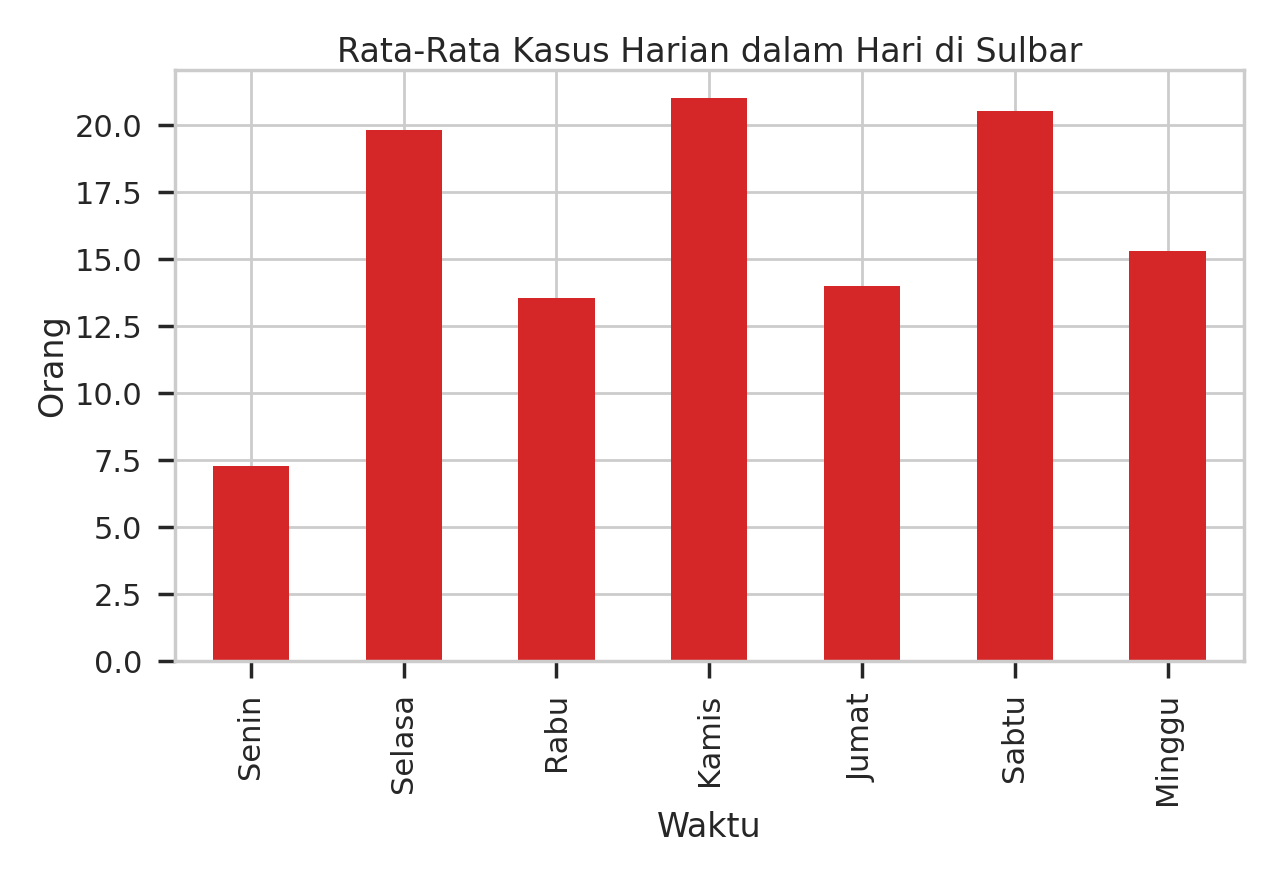 Rata-Rata Kasus Harian dalam Hari di Sulbar
Orang
20.0
17.5
15.0
12.5
10.0
7.5
5.0
2.5
0.0
Senin
Selasa
Rabu
Kamis
Jumat
Sabtu
Minggu
Waktu